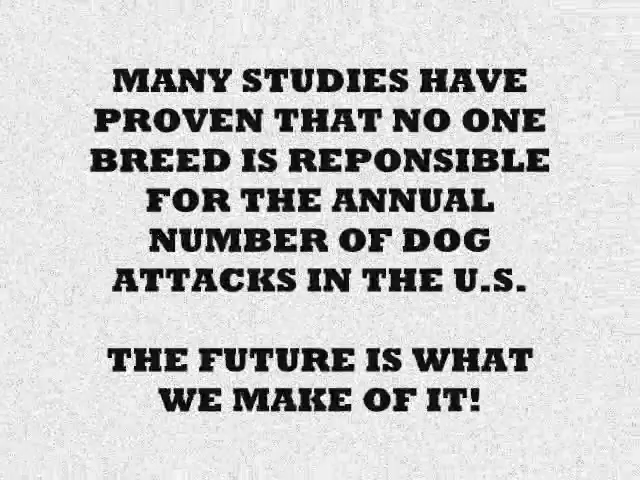 MANY STUDIES HAVE
PROVEN THAT NO ONE
BREED IS REPONSIBLE
FOR THE ANNUAL
NUMBER OF DOG
ATTACKS IN THE U.S.
THE FUTURE IS WHAT
WE MAKE OF IT!